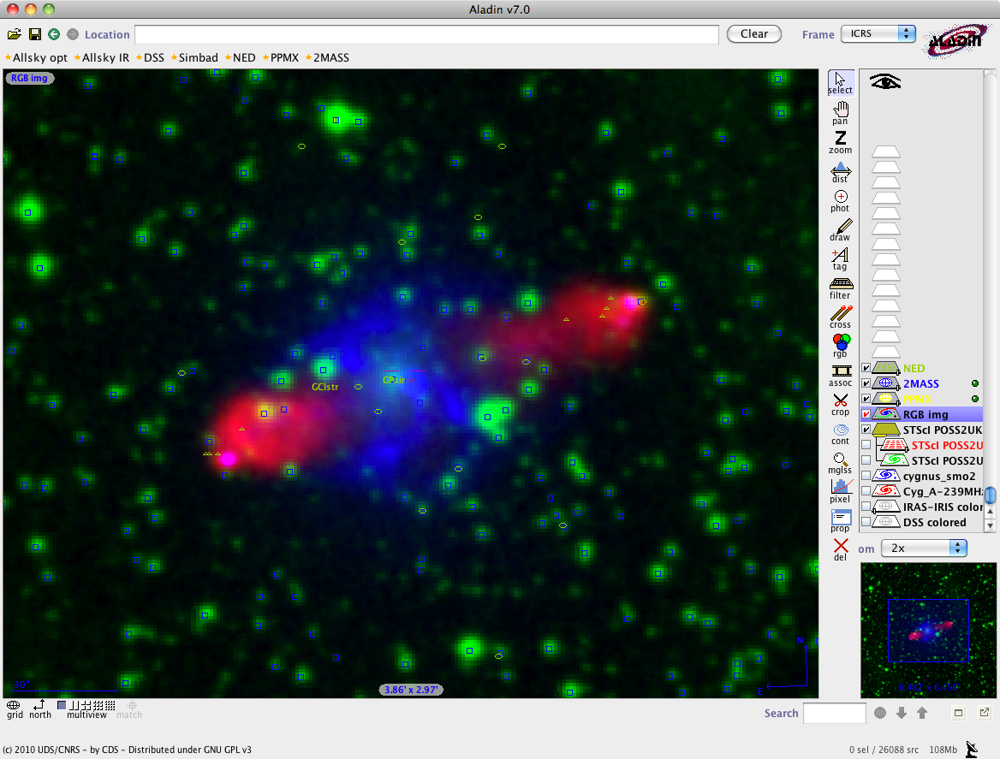 Aladin v7.0
Location Clear Frame ICRS Aladin
Allsky opt Allsky IR DSS Simbad NED PPMX 2MASS
RGB img
select
pan
Z
zoom
dist
phot
draw
tag
filter
cross
rgb
assoc
crop
cont
mglss
pixel
prop
del
GClstr
GPair
NED
2MASS
PPMX
RGB img
STScI POSS2UK
STScI POSS2U
STScI POSS2U
cygnus_smo2
Cyg_A-239MH
IRAS-IRIS color
DSS colored
om 2x
N
E
30"
3.86' x 2.97'
grid north multiview match
Search
(c) 2010 UDS/CNRS - by CDS - Distributed under GNU GPL v3 0 sel / 26088 src 108Mb